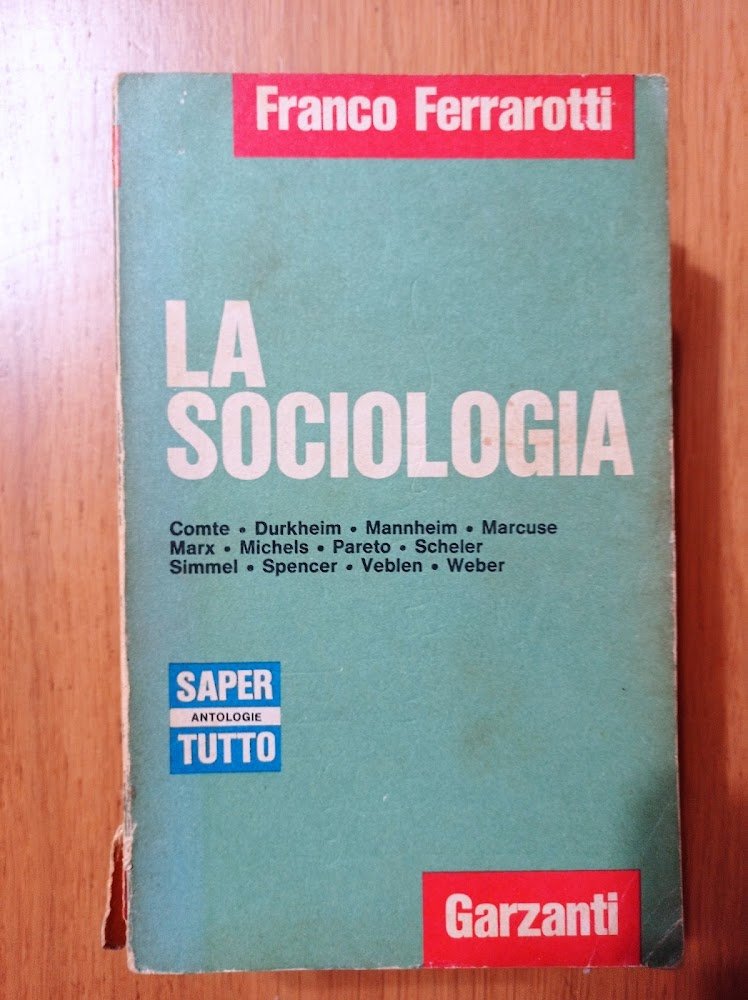 Franco Ferrarotti
LA
SOCIOLOGIA
Comte • Durkheim • Mannheim • Marcuse
Marx • Michels • Pareto • Scheler
Simmel • Spencer • Veblen • Weber
SAPER
ANTOLOGIE
TUTTO
Garzanti